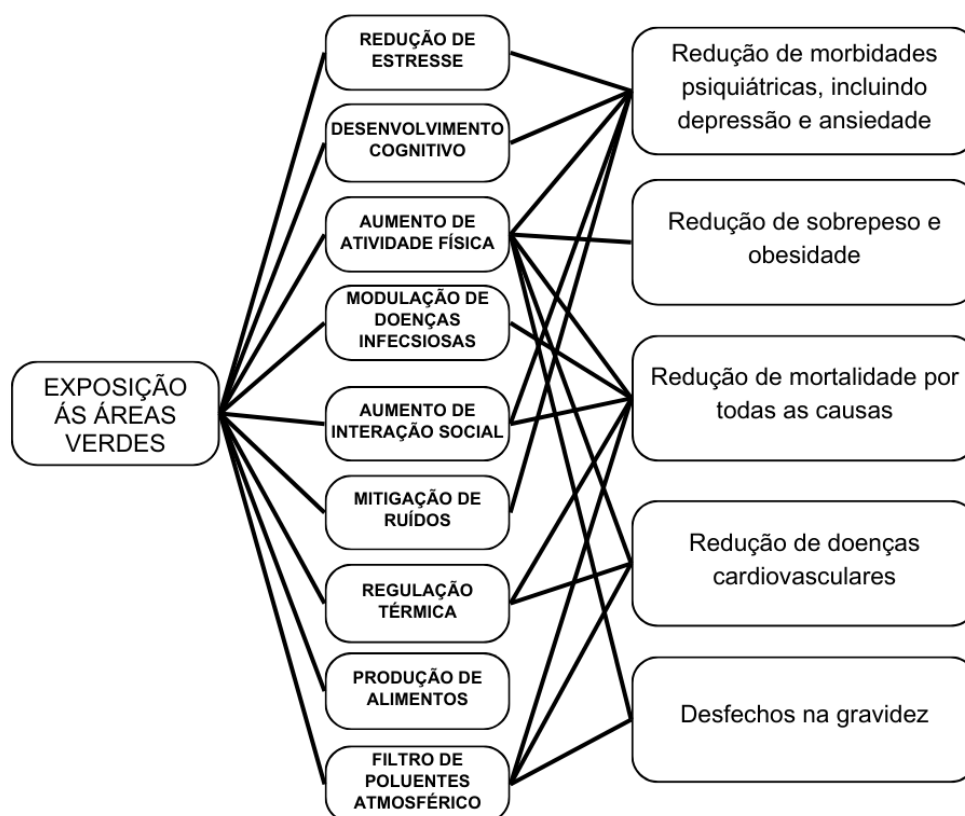 EXPOSIÇÃO
ÁS ÁREAS
VERDES
REDUÇÃO DE
ESTRESSE
DESENVOLVIMENTO
COGNITIVO
AUMENTO DE
ATIVIDADE FÍSICA
MODULAÇÃO DE
DOENÇAS
INFECSIOSAS
AUMENTO DE
INTERAÇÃO SOCIAL
MITIGAÇÃO DE
RUÍDOS
REGULAÇÃO
TÉRMICA
PRODUÇÃO DE
ALIMENTOS
FILTRO DE
POLUENTES
ATMOSFÉRICO
Redução de morbidades
psiquiátricas, incluindo
depressão e ansiedade
Redução de sobrepeso e
obesidade
Redução de mortalidade por
todas as causas
Redução de doenças
cardiovasculares
Desfechos na gravidez